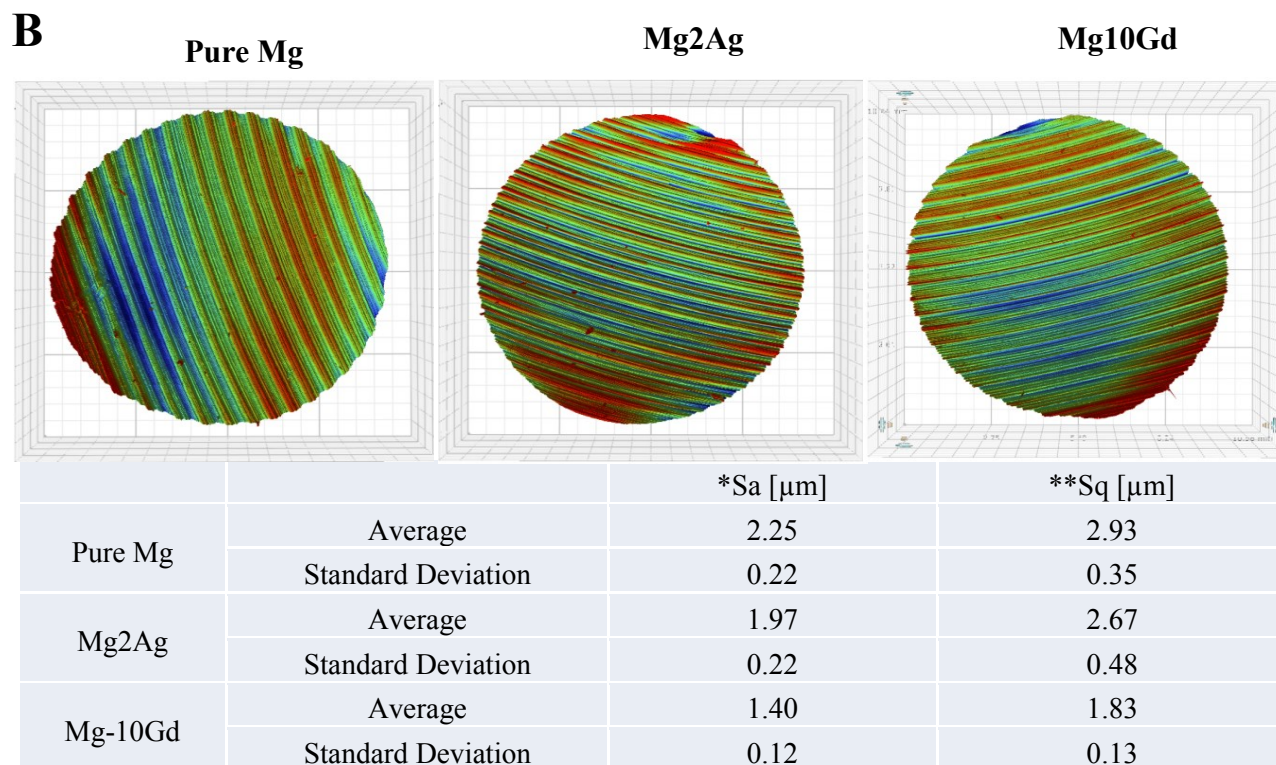 B
Pure Mg
Mg2Ag
Mg10Gd
*Sa [µm]
**Sq [µm]
Pure Mg
Average
2.25
2.93
Standard Deviation
0.22
0.35
Mg2Ag
Average
1.97
2.67
Standard Deviation
0.22
0.48
Mg-10Gd
Average
1.40
1.83
Standard Deviation
0.12
0.13